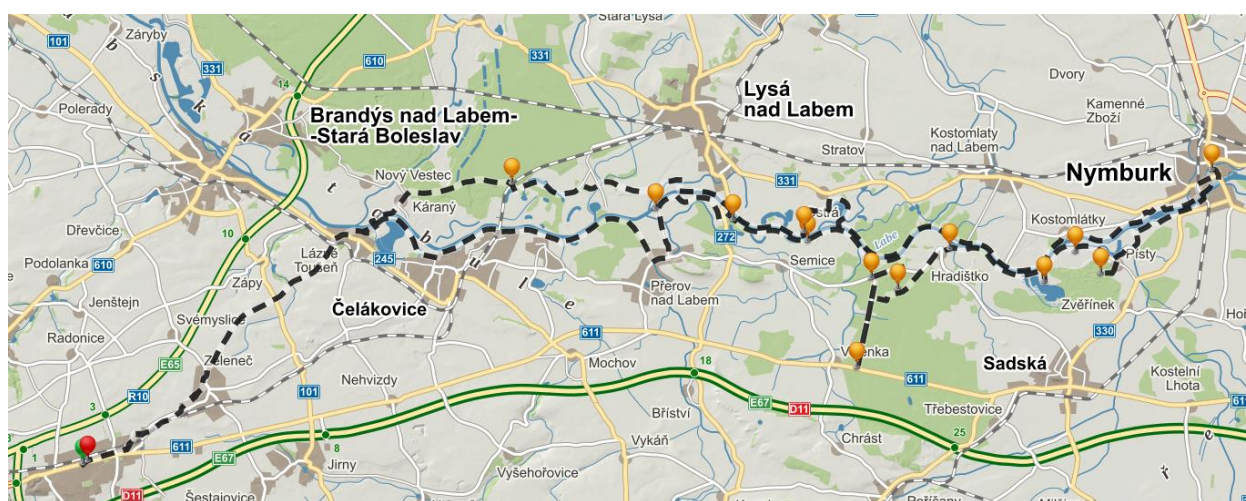 Stará Lysá
101
Záryby
331
610
331
Dvory
Polerady
14
Lysá
nad Labem
Kamenné
Zboží
Brandýs nad Labem-
-Stará Boleslav
Kostomlaty
nad Labem
Stratov
Nový Vestec
331
Nymburk
Káraný
Kostomlátky
Dřevčice
10
272
Labe
Písty
610
Lázně
Toušeň
245
Semice
Hradištko
Podolanka
Zápy
Přerov
nad Labem
Zvěřínek
Jenštejn
Čelákovice
330
Svémyslice
611
Radonice
Mochov
Sadská
Zeleneč
E65
18
611
Kostelní
Lhota
R10
101
Nehvizdy
3
E67
D11
Bříství
Třebestovice
611
1
8
Chrást
25
Vykáň
E67
Jirny
Vyšehořovice
D11
Šestajovice
Poříčany